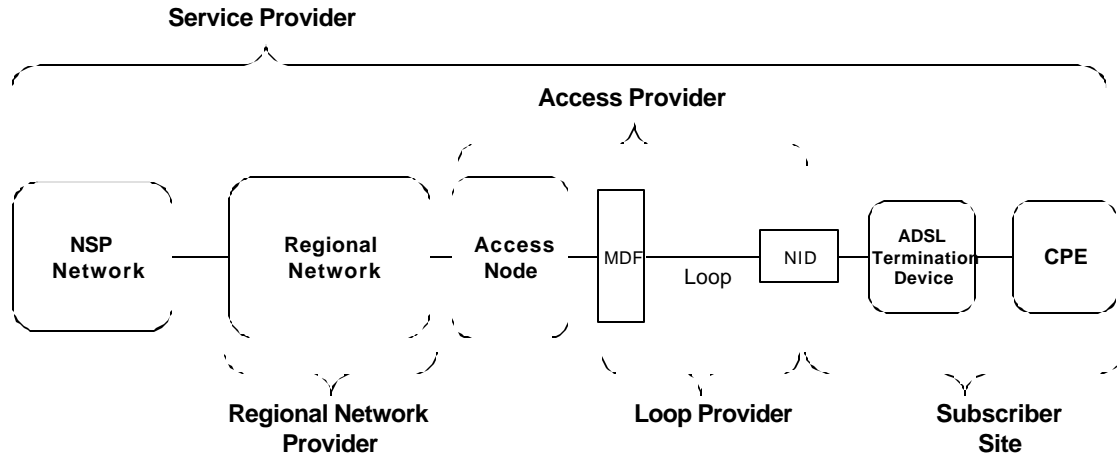 Service Provider
Access Provider
NSP
Network
Regional
Network
Access
Node
MDF
Loop
NID
ADSL
Termination
Device
CPE
Regional Network
Provider
Loop Provider
Subscriber
Site